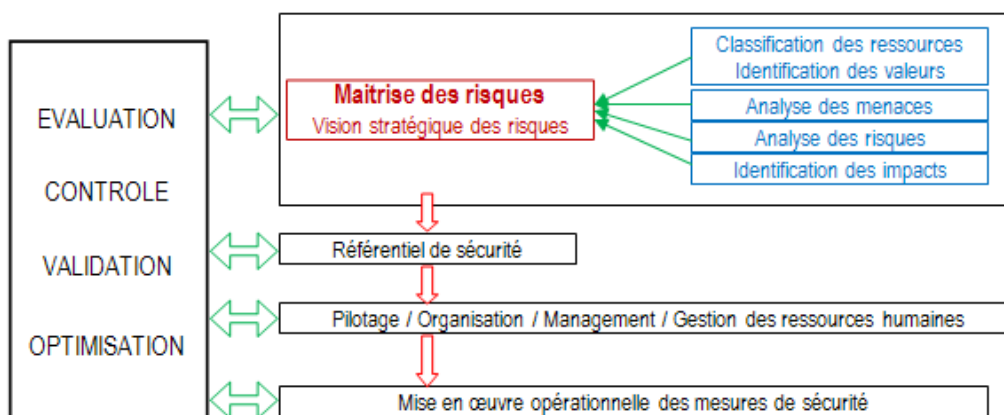 EVALUATION
CONTROLE
VALIDATION
OPTIMISATION
Maitrise des risques
Vision stratégique des risques
Classification des ressources
Identification des valeurs
Analyse des menaces
Analyse des risques
Identification des impacts
Référentiel de sécurité
Pilotage / Organisation / Management / Gestion des ressources humaines
Mise en œuvre opérationnelle des mesures de sécurité